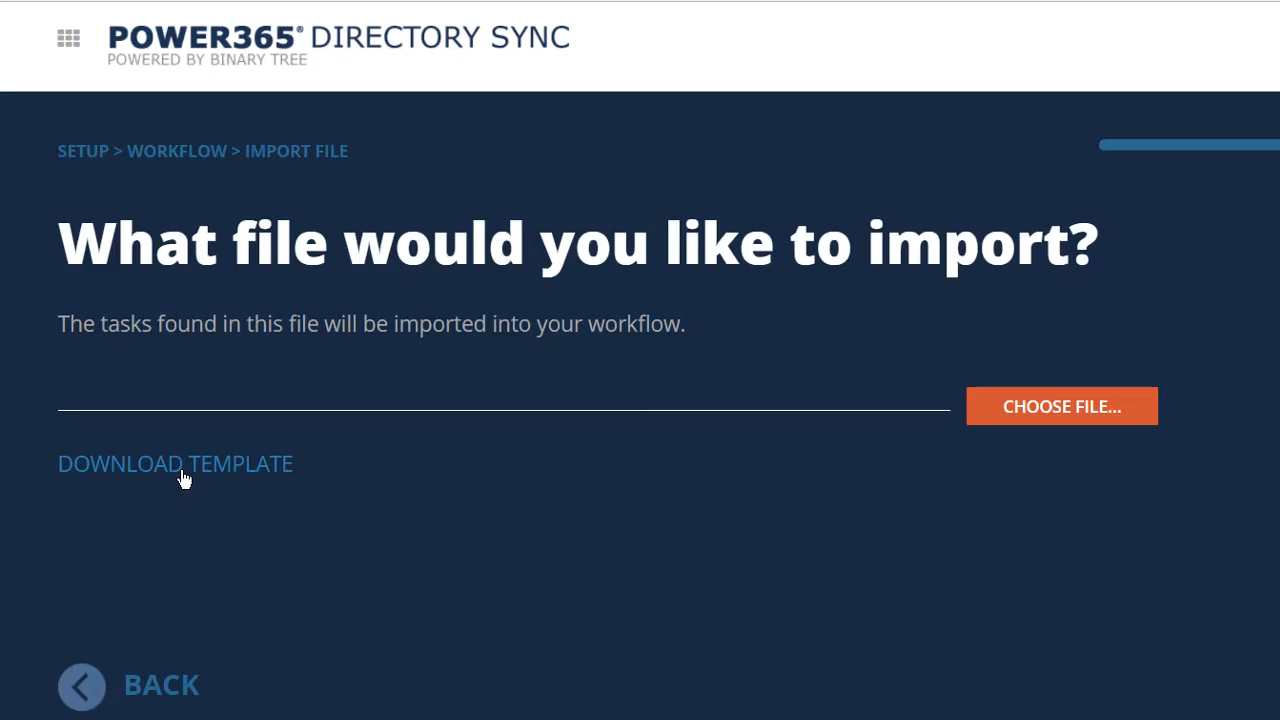 POWER365® DIRECTORY SYNC
POWERED BY BINARY TREE
SETUP > WORKFLOW > IMPORT FILE
What file would you like to import?
The tasks found in this file will be imported into your workflow.
CHOOSE FILE...
DOWNLOAD TEMPLATE
BACK